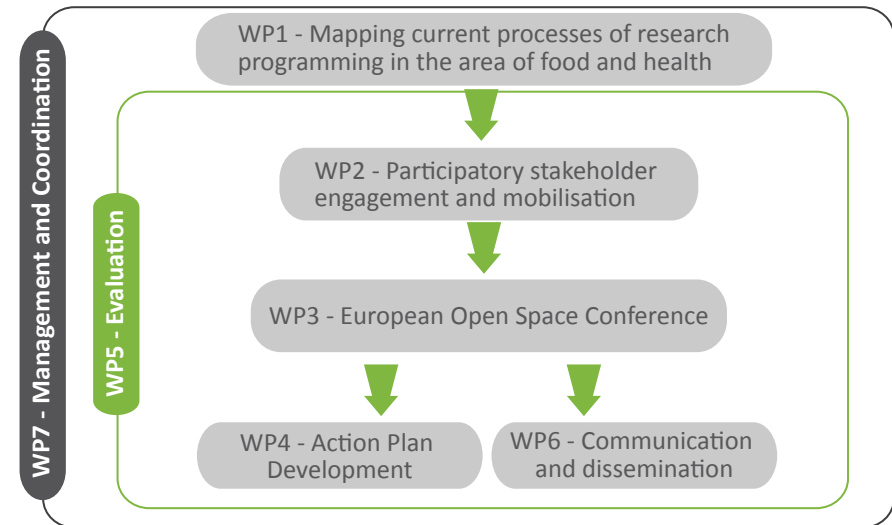 WP7 - Management and Coordination
WP1 - Mapping current processes of research
programming in the area of food and health
WP5 - Evaluation
WP2 - Participatory stakeholder
engagement and mobilisation
WP3 - European Open Space Conference
WP4 - Action Plan
Development
WP6 - Communication
and dissemination